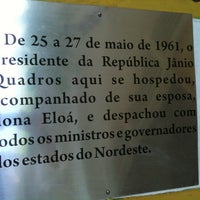 De 25 a 27 de maio de 1961, o
residente da República Jânio
Quadros aqui se hospedou,
companhado de sua esposa,
ona Eloá, e despachou com
odos os ministros e governadores
dos estados do Nordeste.